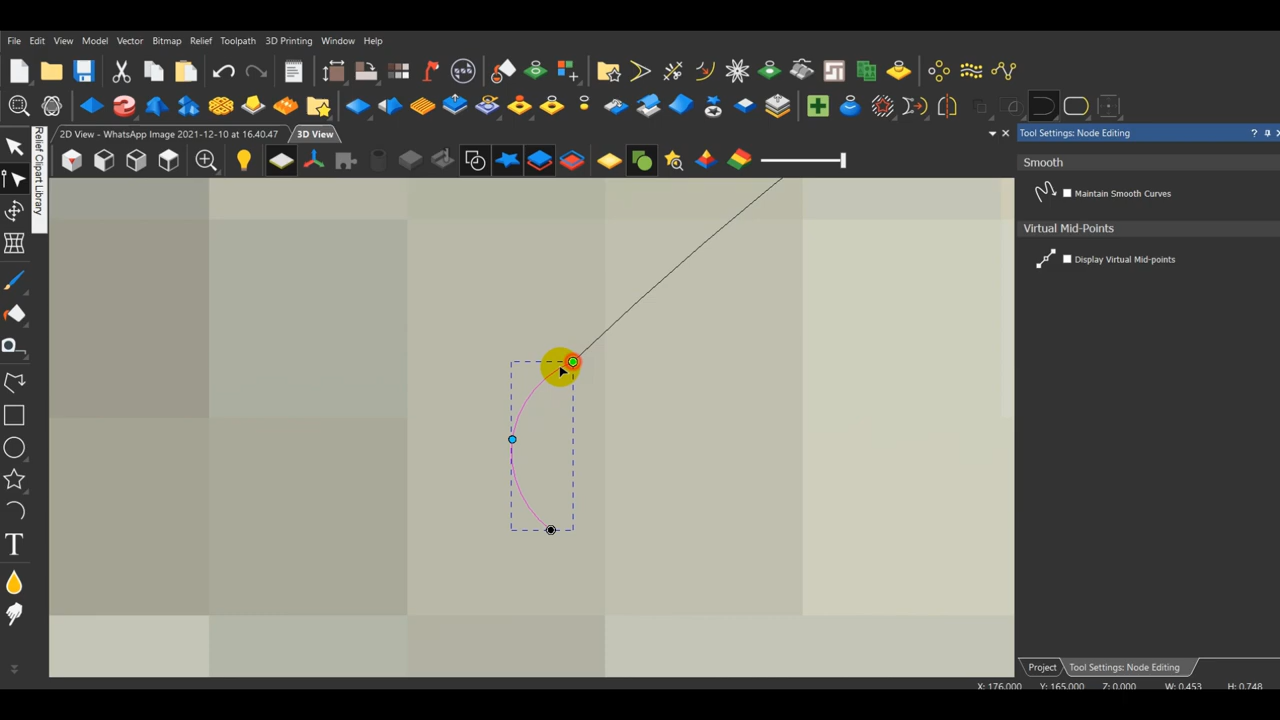 File Edit View Model Vector Bitmap Relief Toolpath 3D Printing Window Help
2D View - WhatsApp Image 2021-12-10 at 16.40.47 3D View
Relief Clipart Library
Tool Settings: Node Editing
Smooth
Maintain Smooth Curves
Virtual Mid-Points
Display Virtual Mid-points
Project Tool Settings: Node Editing
X: 176.000 Y: 165.000 Z: 0.000 W: 0.453 H: 0.748